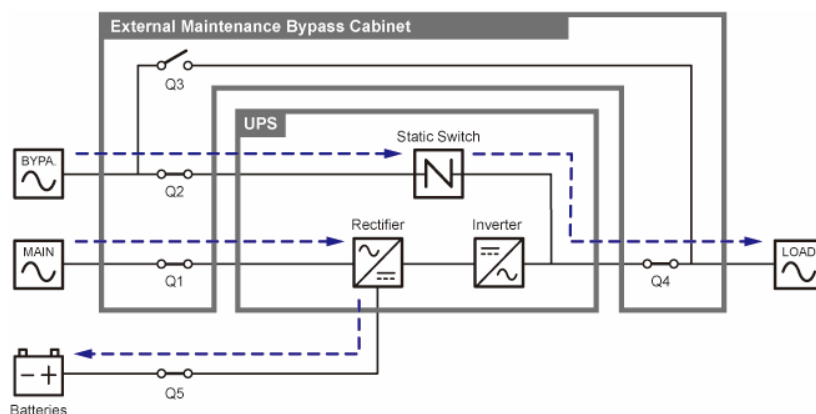 External Maintenance Bypass Cabinet
Q3
UPS
Static Switch
BYPA.
Q2
Rectifier
Inverter
MAIN
LOAD
Q1
Q4
Q5
Batteries